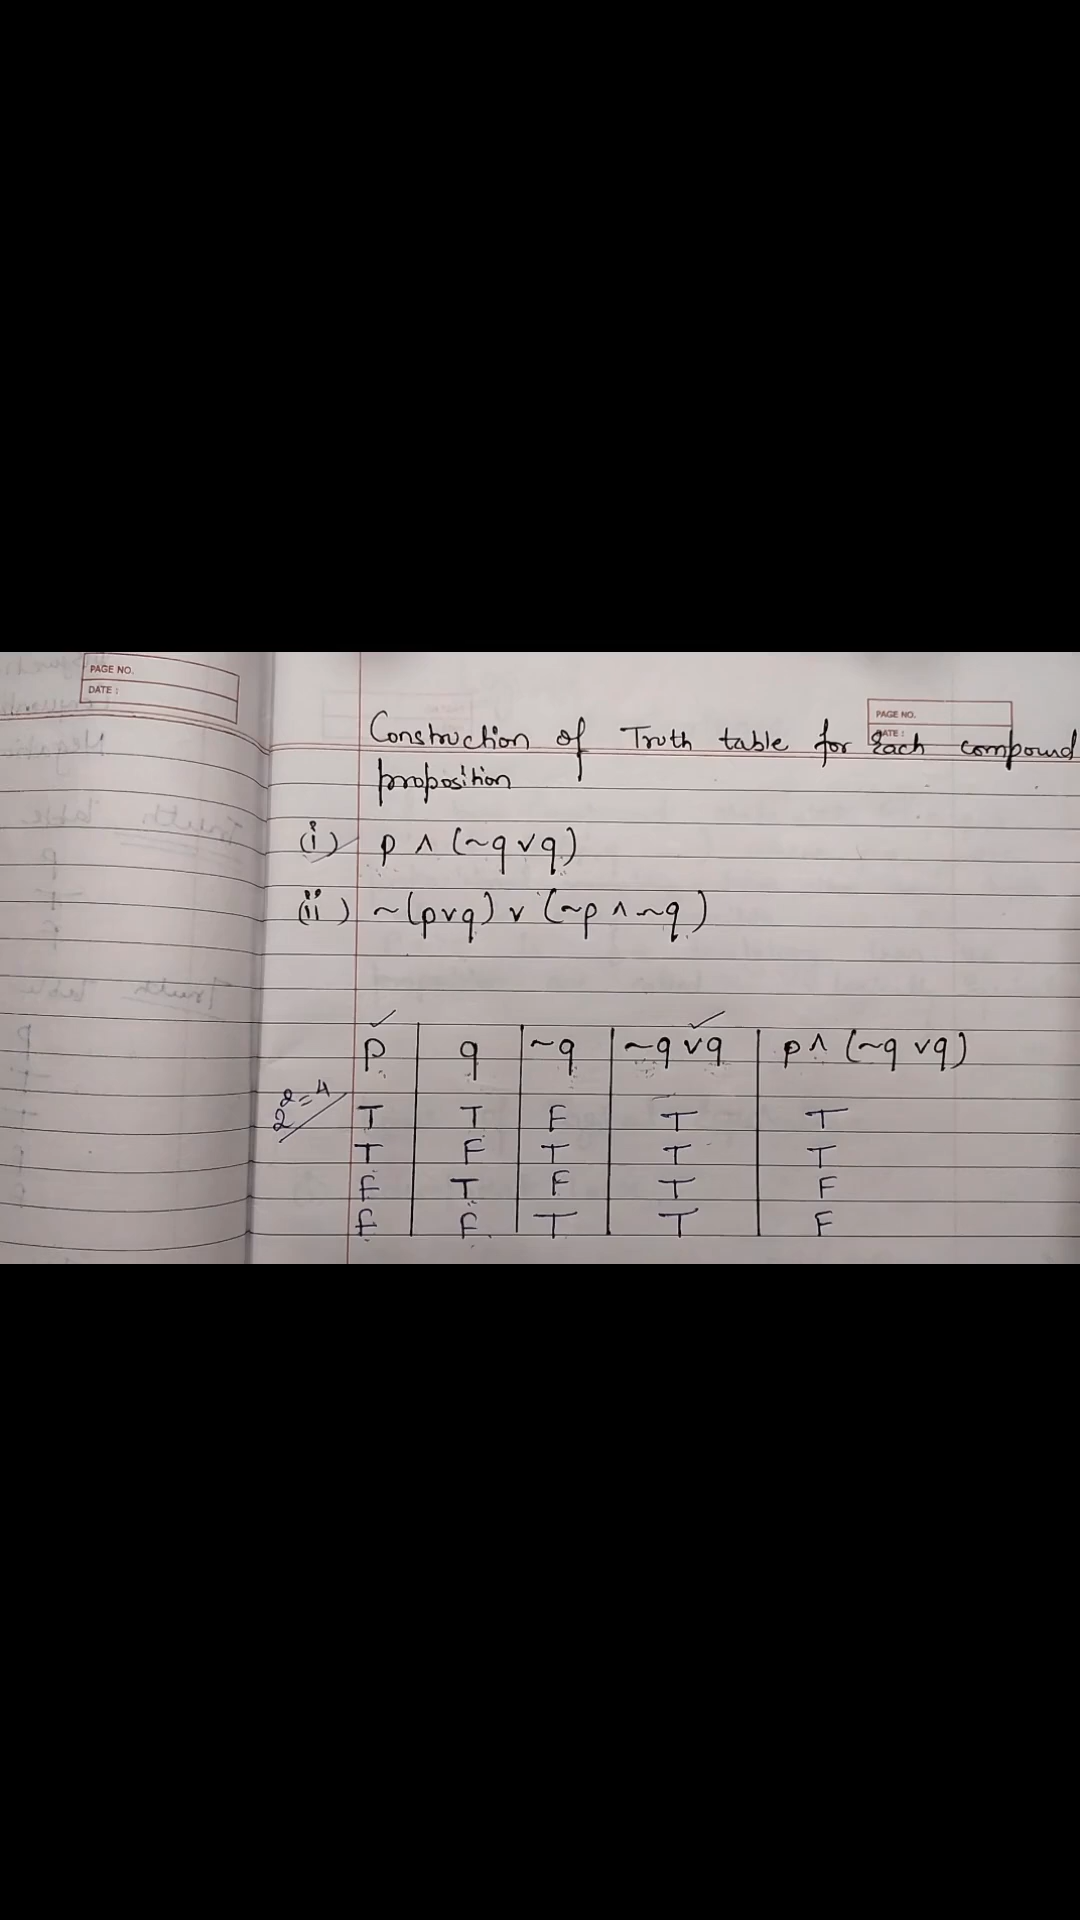 PAGE NO.
DATE :
PAGE NO.
DATE :
Construction of Truth table for each compound
proposition
(i) p ∧ (~q ∨ q)
(ii) ~(p ∨ q) ∨ (~p ∧ ~q)
p q ~q ~q ∨ q p ∧ (~q ∨ q)
2² = 4
T T F T T
T F T T T
F T F T F
F F T T F